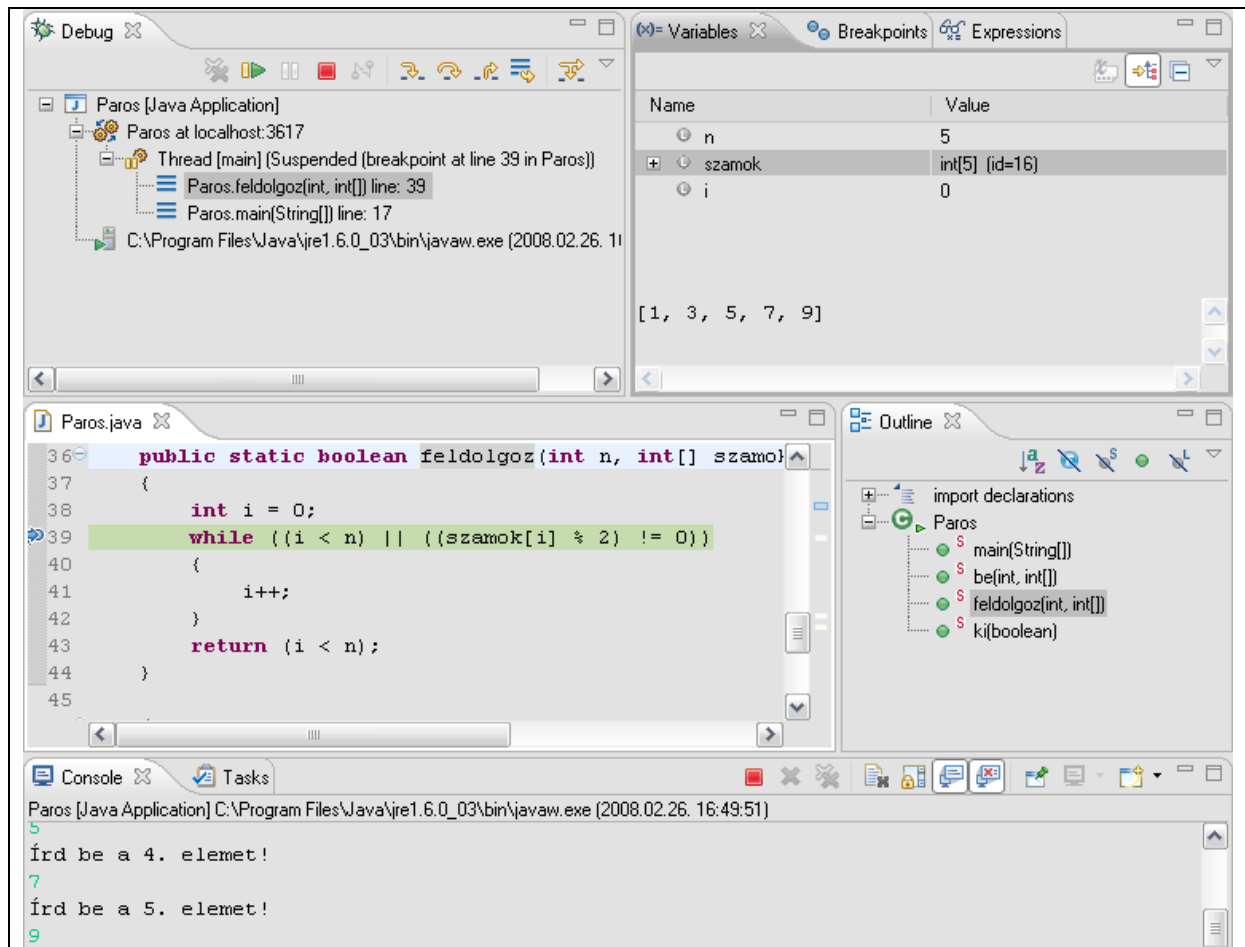 Debug
Paros [Java Application]
Paros at localhost:3617
Thread [main] (Suspended (breakpoint at line 39 in Paros))
Paros.feldolgoz(int, int[]) line: 39
Paros.main(String[]) line: 17
C:\Program Files\Java\jre1.6.0_03\bin\javaw.exe (2008.02.26.
(x)= Variables
Breakpoints
Expressions
Name Value
n 5
szamok int[5] (id=16)
i 0
[1, 3, 5, 7, 9]
Paros.java
36 public static boolean feldolgoz(int n, int[]
37 {
38 int i = 0;
39 while ((i < n) || ((szamok[i] % 2) != 0))
40 {
41 i++;
42 }
43 return (i < n);
44 }
45
Outline
import declarations
Paros
main(String[])
be(int, int[])
feldolgoz(int, int[])
ki(boolean)
Console
Tasks
Paros [Java Application] C:\Program Files\Java\jre1.6.0_03\bin\javaw.exe (2008.02.26. 16:49:51)
5
Írd be a 4. elemet!
7
Írd be a 5. elemet!
9